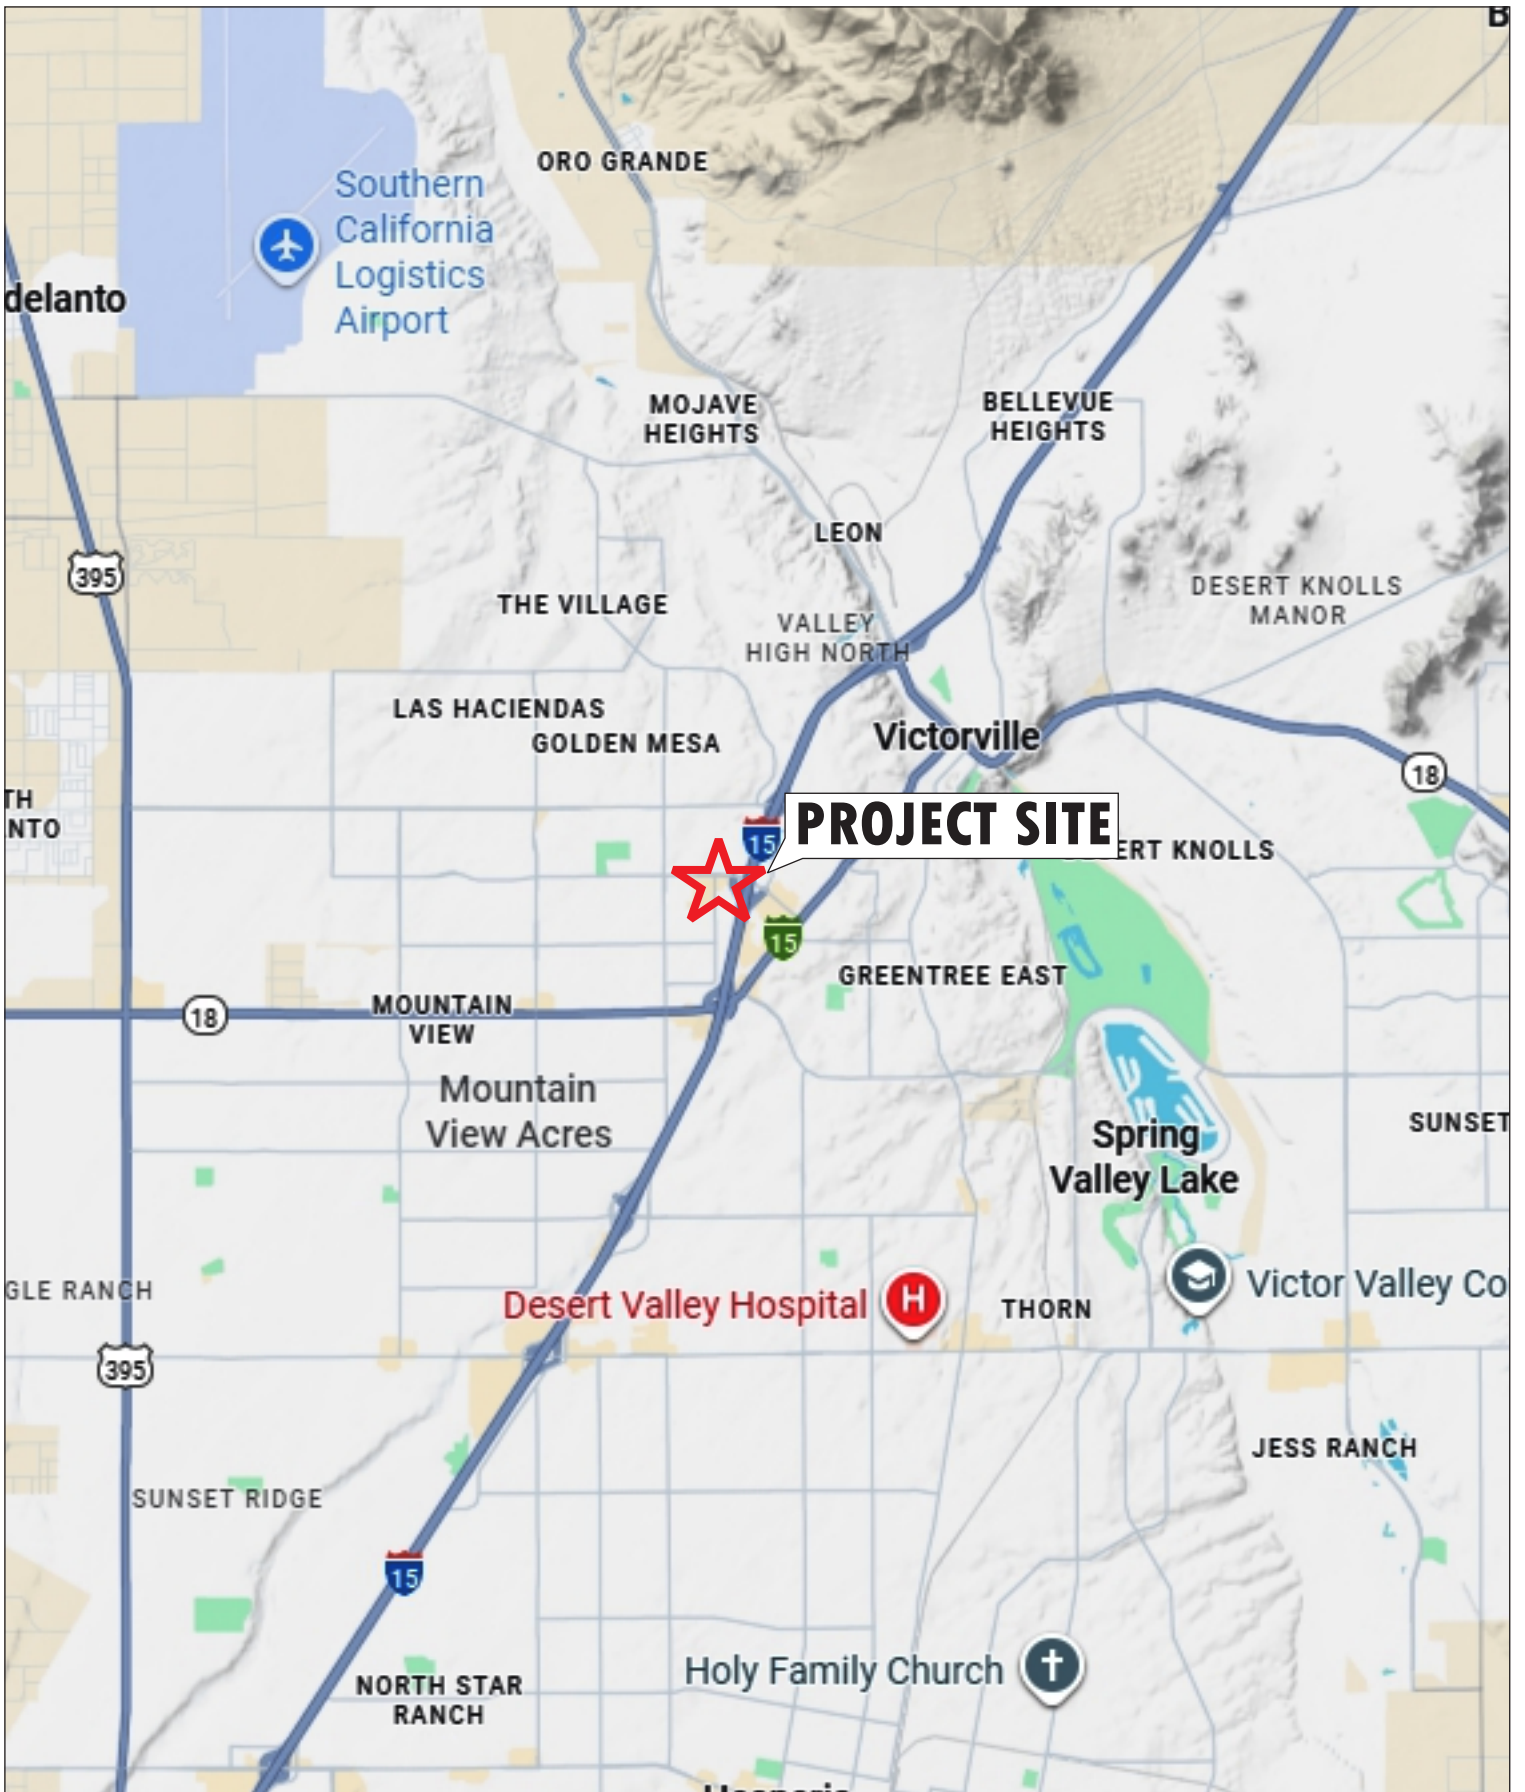 B
ORO GRANDE
Southern
California
Logistics
Airport
delanto
MOJAVE
HEIGHTS
BELLEVUE
HEIGHTS
LEON
395
DESERT KNOLLS
MANOR
THE VILLAGE
VALLEY
HIGH NORTH
LAS HACIENDAS
GOLDEN MESA
Victorville
18
TH
NTO
15
PROJECT SITE
ERT KNOLLS
15
GREENTREE EAST
18
MOUNTAIN
VIEW
Mountain
View Acres
SUNSET
Spring
Valley Lake
GLE RANCH
Desert Valley Hospital
H
THORN
Victor Valley Co
395
JESS RANCH
SUNSET RIDGE
15
Holy Family Church
NORTH STAR
RANCH